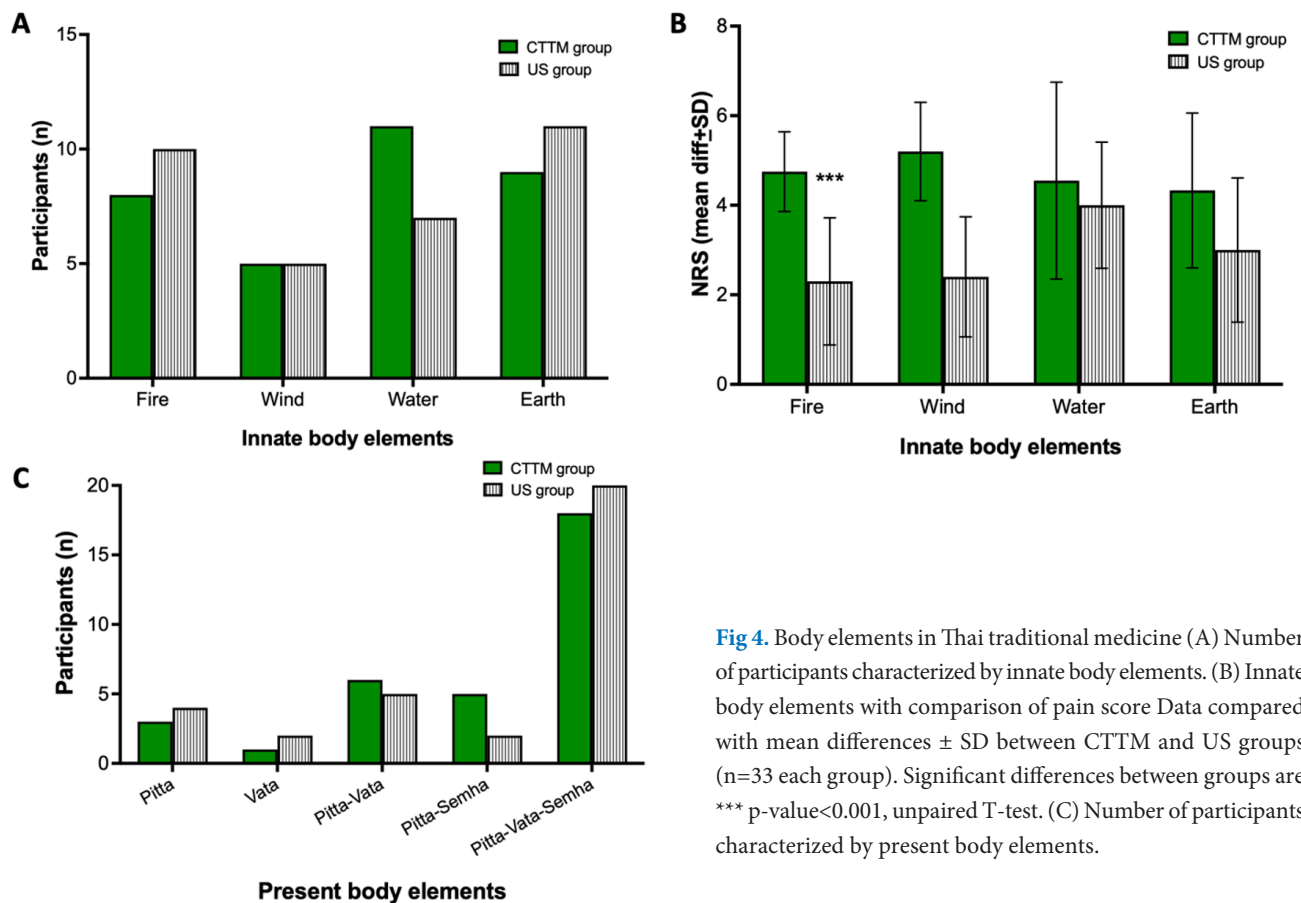 A
15
10
5
0
Participants (n)
CTTM group
US group
Fire Wind Water Earth
Innate body elements
B
8
6
4
2
0
NRS (mean diff±SD)
CTTM group
US group
***
Fire Wind Water Earth
Innate body elements
C
20
15
10
5
0
Participants (n)
CTTM group
US group
Pitta
Vata
Pitta-Vata
Pitta-Semha
Pitta-Vata-Semha
Present body elements
Fig 4. Body elements in Thai traditional medicine (A) Number
of participants characterized by innate body elements. (B) Innate
body elements with comparison of pain score Data compared
with mean differences ± SD between CTTM and US groups
(n=33 each group). Significant differences between groups are
*** p-value<0.001, unpaired T-test. (C) Number of participants
characterized by present body elements.